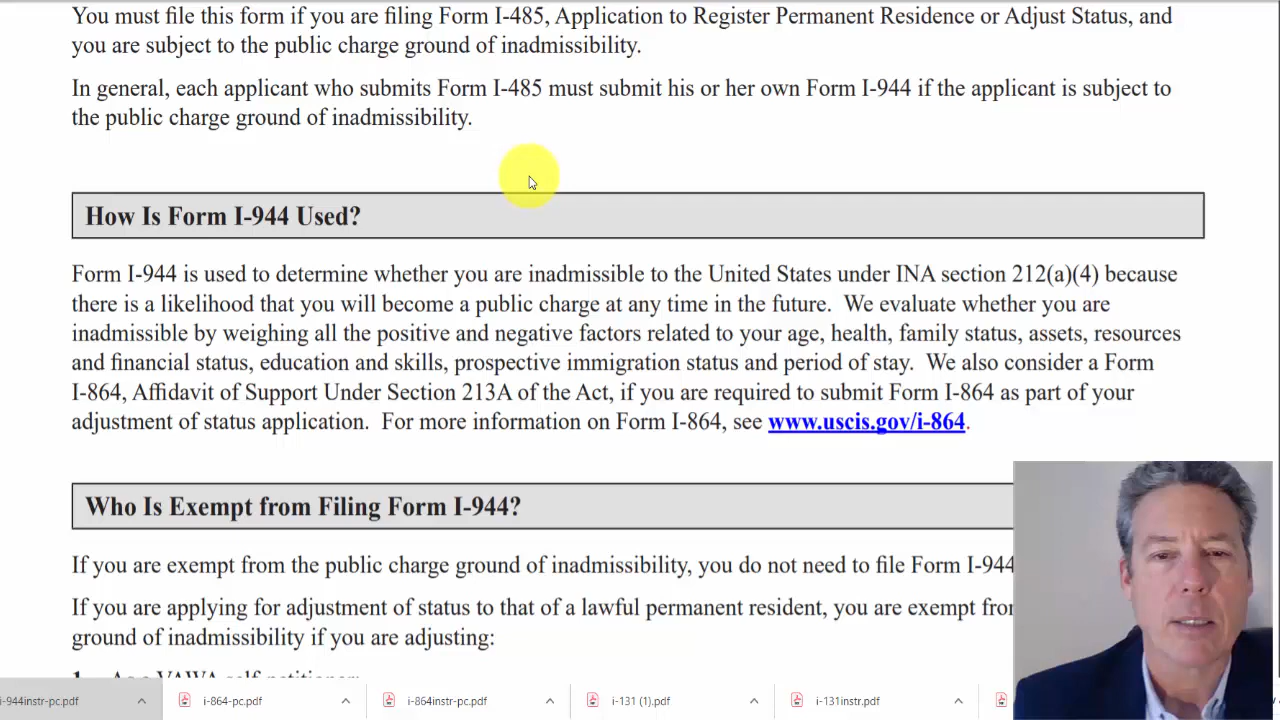 You must file this form if you are filing Form I-485, Application to Register Permanent Residence or Adjust Status, and
you are subject to the public charge ground of inadmissibility.
In general, each applicant who submits Form I-485 must submit his or her own Form I-944 if the applicant is subject to
the public charge ground of inadmissibility.
How Is Form I-944 Used?
Form I-944 is used to determine whether you are inadmissible to the United States under INA section 212(a)(4) because
there is a likelihood that you will become a public charge at any time in the future.  We evaluate whether you are
inadmissible by weighing all the positive and negative factors related to your age, health, family status, assets, resources
and financial status, education and skills, prospective immigration status and period of stay.  We also consider a Form
I-864, Affidavit of Support Under Section 213A of the Act, if you are required to submit Form I-864 as part of your
adjustment of status application.  For more information on Form I-864, see www.uscis.gov/i-864.
Who Is Exempt from Filing Form I-944?
If you are exempt from the public charge ground of inadmissibility, you do not need to file Form I-944
If you are applying for adjustment of status to that of a lawful permanent resident, you are exempt from
ground of inadmissibility if you are adjusting:
i-944instr-pc.pdf
i-864-pc.pdf
i-864instr-pc.pdf
i-131 (1).pdf
i-131instr.pdf